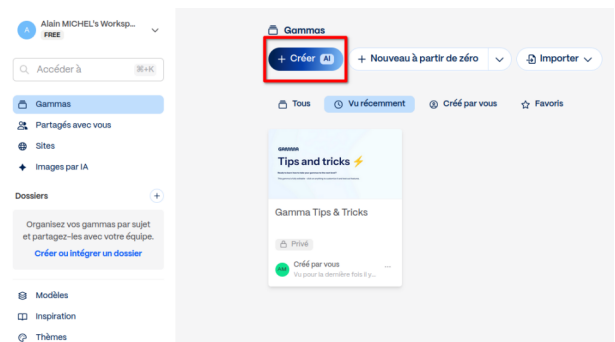 A
Alain MICHEL's Worksp...
FREE
Accéder à
⌘+K
Gammas
Partagés avec vous
Sites
Images par IA
Dossiers
+
Organisez vos gammas par sujet
et partagez-les avec votre équipe.
Créer ou intégrer un dossier
Modèles
Inspiration
Thèmes
Gammas
+ Créer AI
+ Nouveau à partir de zéro
Importer
Tous
Vu récemment
Créé par vous
Favoris
GAMMA
Tips and tricks ⚡
Gamma Tips & Tricks
Privé
AM
Créé par vous
Vu pour la dernière fois il y...
...